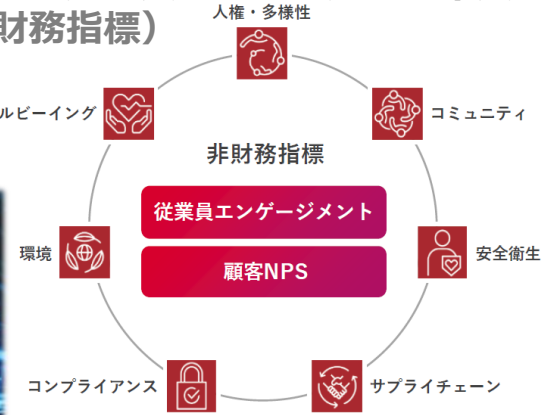 財務指標）
人権・多様性
ルビーイング
コミュニティ
非財務指標
従業員エンゲージメント
顧客NPS
環境
安全衛生
コンプライアンス
サプライチェーン